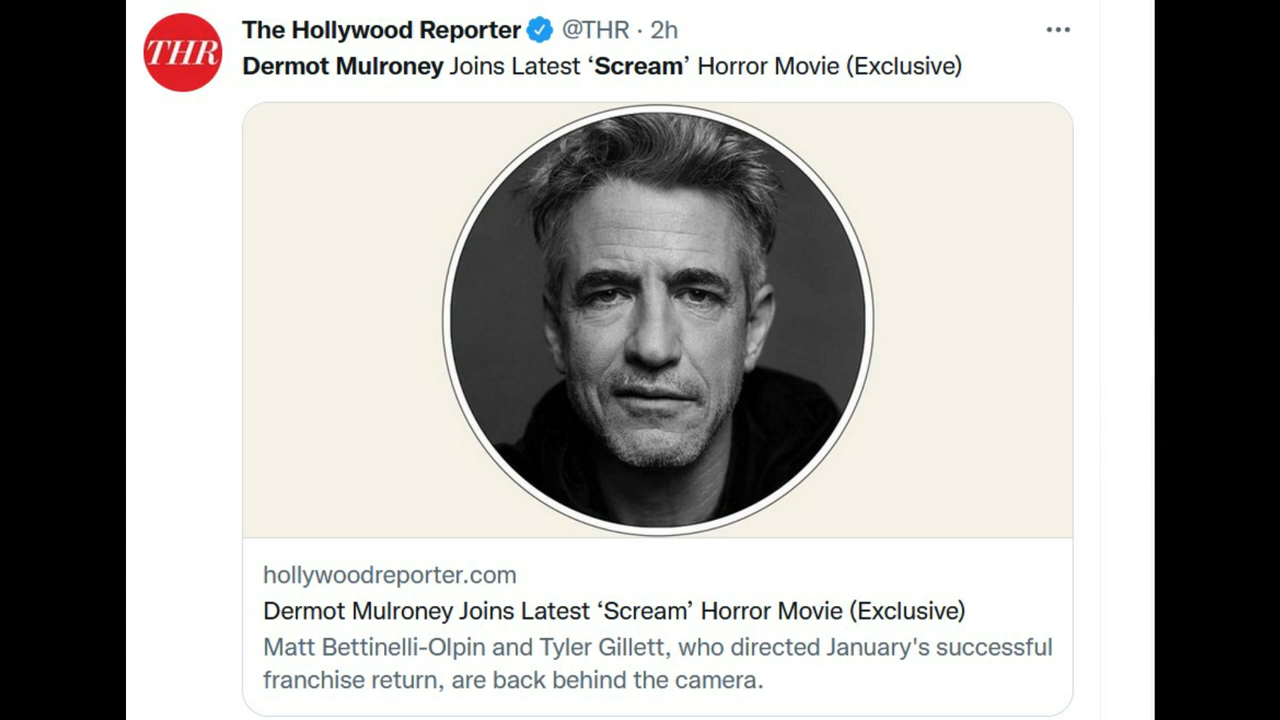 THR
The Hollywood Reporter @THR · 2h
Dermot Mulroney Joins Latest ‘Scream’ Horror Movie (Exclusive)
hollywoodreporter.com
Dermot Mulroney Joins Latest ‘Scream’ Horror Movie (Exclusive)
Matt Bettinelli-Olpin and Tyler Gillett, who directed January's successful
franchise return, are back behind the camera.